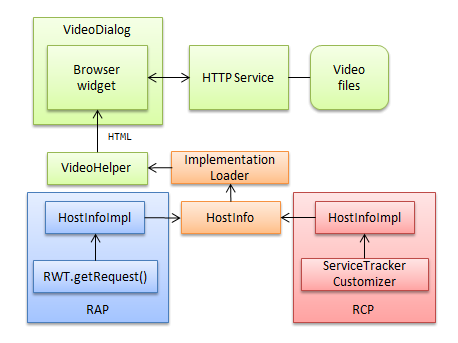 VideoDialog
Browser
widget
HTTP Service
Video
files
HTML
VideoHelper
Implementation
Loader
HostInfoImpl
HostInfo
HostInfoImpl
RWT.getRequest()
ServiceTracker
Customizer
RAP
RCP